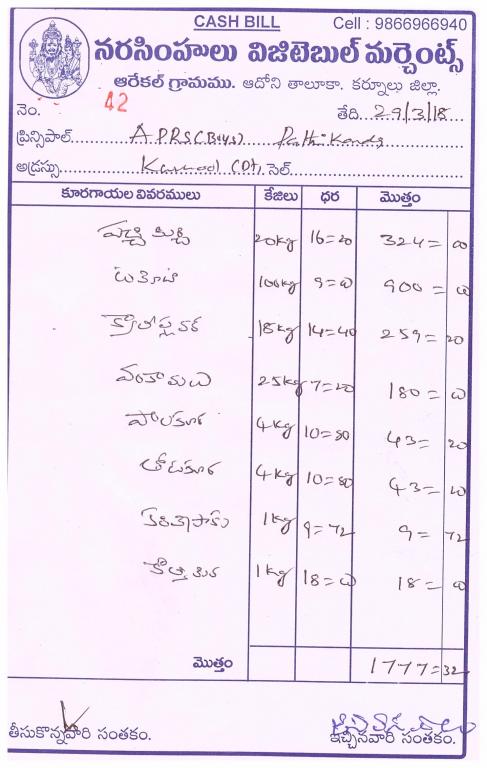 CASH BILL Cell : 9866966940
నరసింహులు విజిటెబుల్ మర్చెంట్స్
ఆరేకల్ గ్రామము. ఆదోని తాలూకా. కర్నూలు జిల్లా.
నెం. 42 తేది. 29/3/18
ప్రిన్సిపాల్ APRS(Boys) Pathikonda
అడ్రస్సు Kurnool (Dt) సెల్
కూరగాయల వివరములు కేజీలు ధర మొత్తం
పచ్చి మిర్చి 20kg 16=20 324= 00
టమోటా 100kg 9=00 900= 00
18kg 14=40 259= 20
వంకాయలు 25kg 7=20 180= 00
పాలకూర 4kg 10=80 43= 20
తోటకూర 4kg 10=80 43= 20
కరివేపాకు 1kg 9=72 9= 72
కొత్తిమీర 1kg 18=00 18= 00
మొత్తం 1777= 32
తీసుకొన్నవారి సంతకం. ఇచ్చినవారి సంతకం.